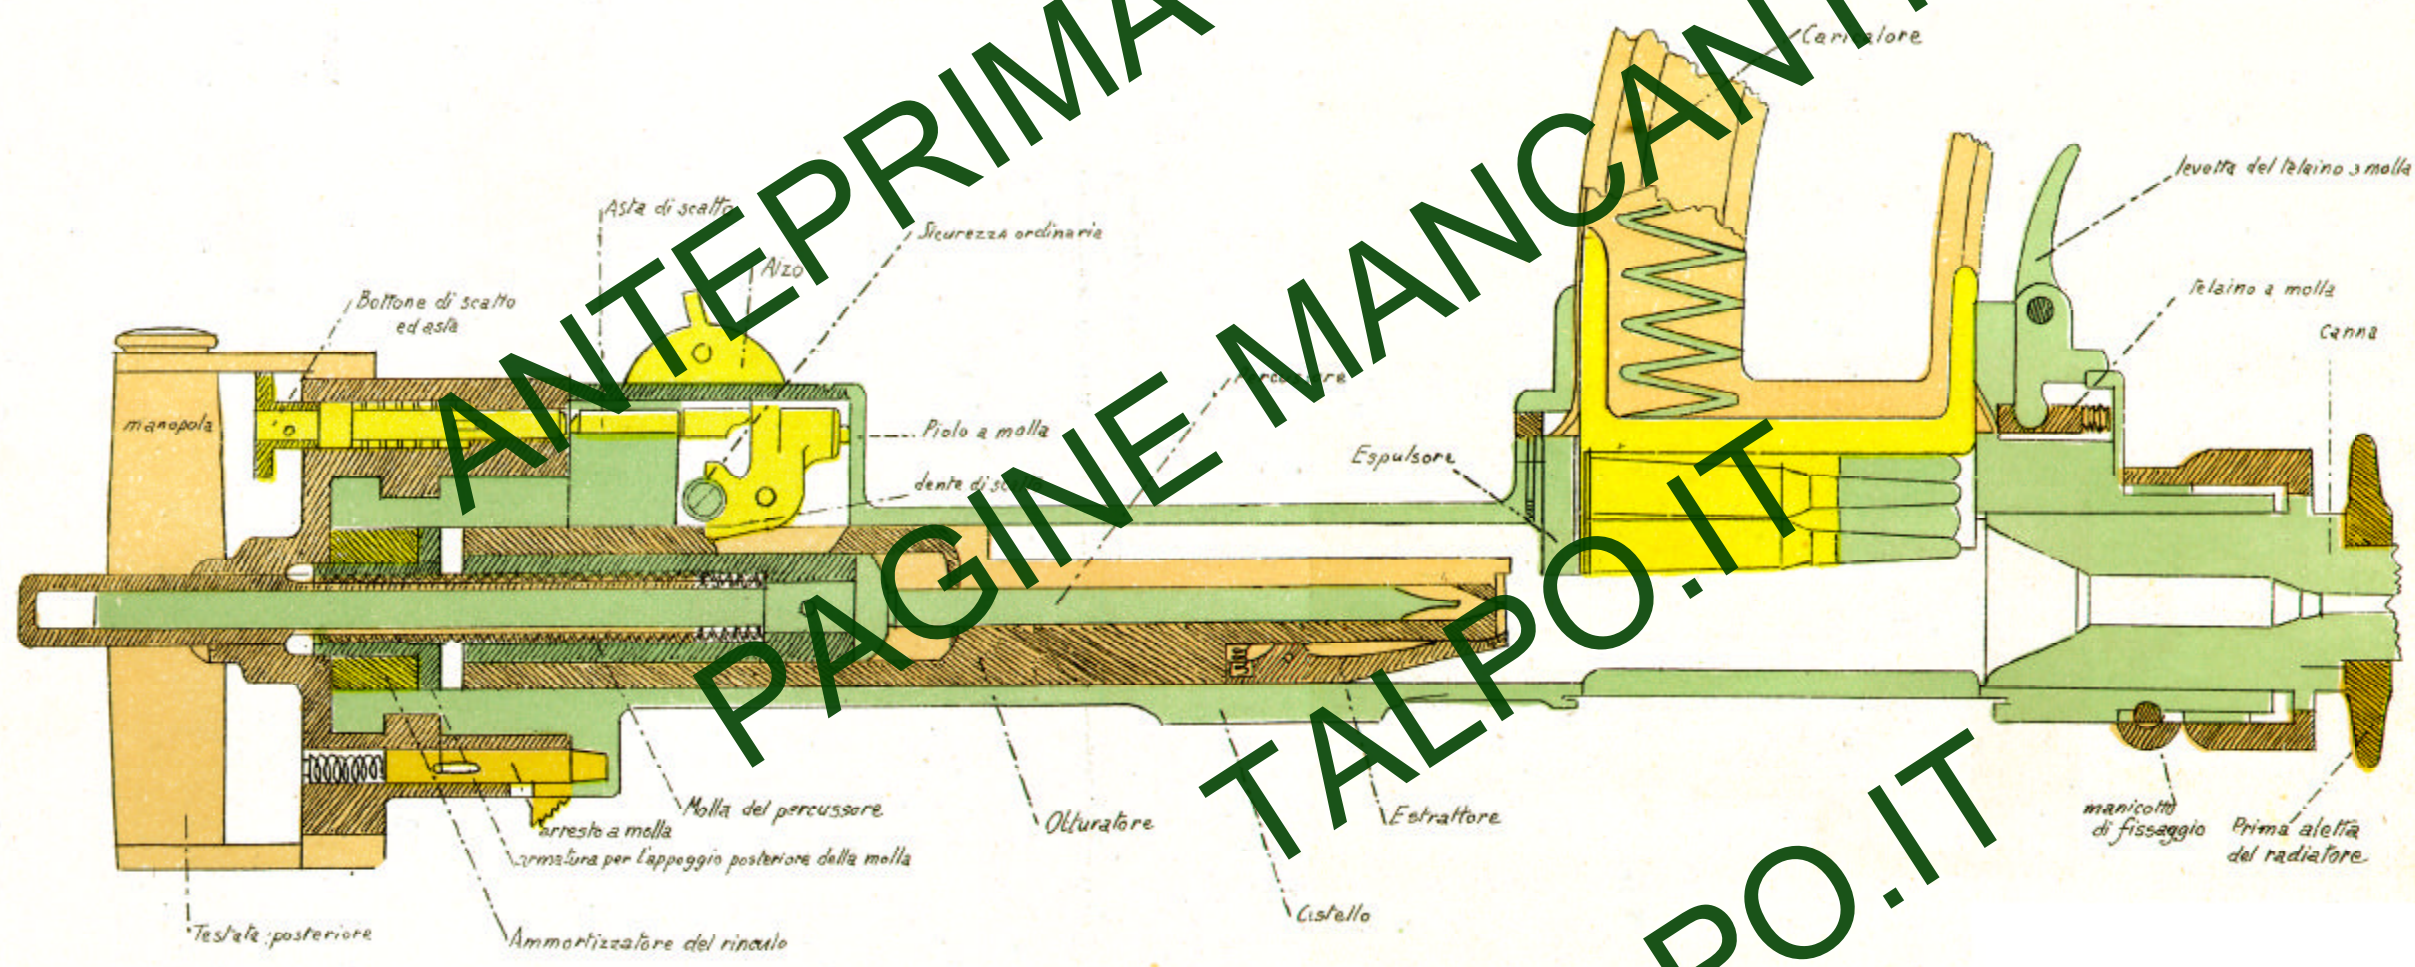 ANTEPRIMA
PAGINE MANCANTI
TALPO.IT
PO.IT
Caricatore
levetta del telaino a molla
Asta di scatto
Sicurezza ordinaria
Alzo
telaino a molla
Bottone di scatto
ed asta
Canna
Percussore
manopola
Piolo a molla
Espulsore
dente di scatto
Molla del percussore
arresto a molla
armatura per l'appoggio posteriore della molla
Otturatore
Estrattore
manicotto
di fissaggio
Prima aletta
del radiatore
Castello
Testata posteriore
Ammortizzatore del rinculo